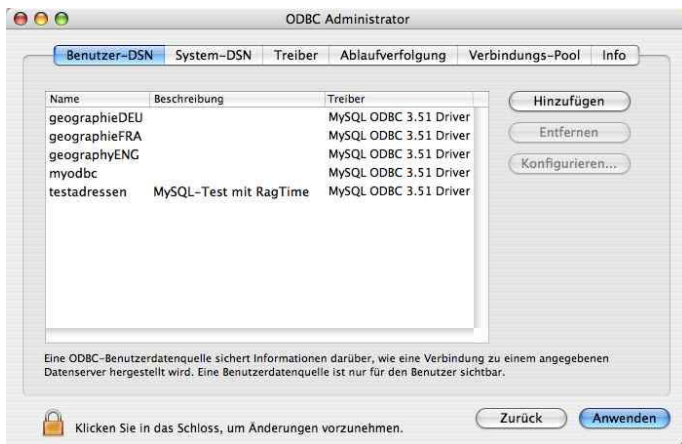 ODBC Administrator
Benutzer-DSN System-DSN Treiber Ablaufverfolgung Verbindungs-Pool Info
Name Beschreibung Treiber
geographieDEU MySQL ODBC 3.51 Driver
geographieFRA MySQL ODBC 3.51 Driver
geographyENG MySQL ODBC 3.51 Driver
myodbc MySQL ODBC 3.51 Driver
testadressen MySQL-Test mit RagTime MySQL ODBC 3.51 Driver
Hinzufügen
Entfernen
Konfigurieren...
Eine ODBC-Benutzerdatenquelle sichert Informationen darüber, wie eine Verbindung zu einem angegebenen
Datenserver hergestellt wird. Eine Benutzerdatenquelle ist nur für den Benutzer sichtbar.
Klicken Sie in das Schloss, um Änderungen vorzunehmen.
Zurück
Anwenden